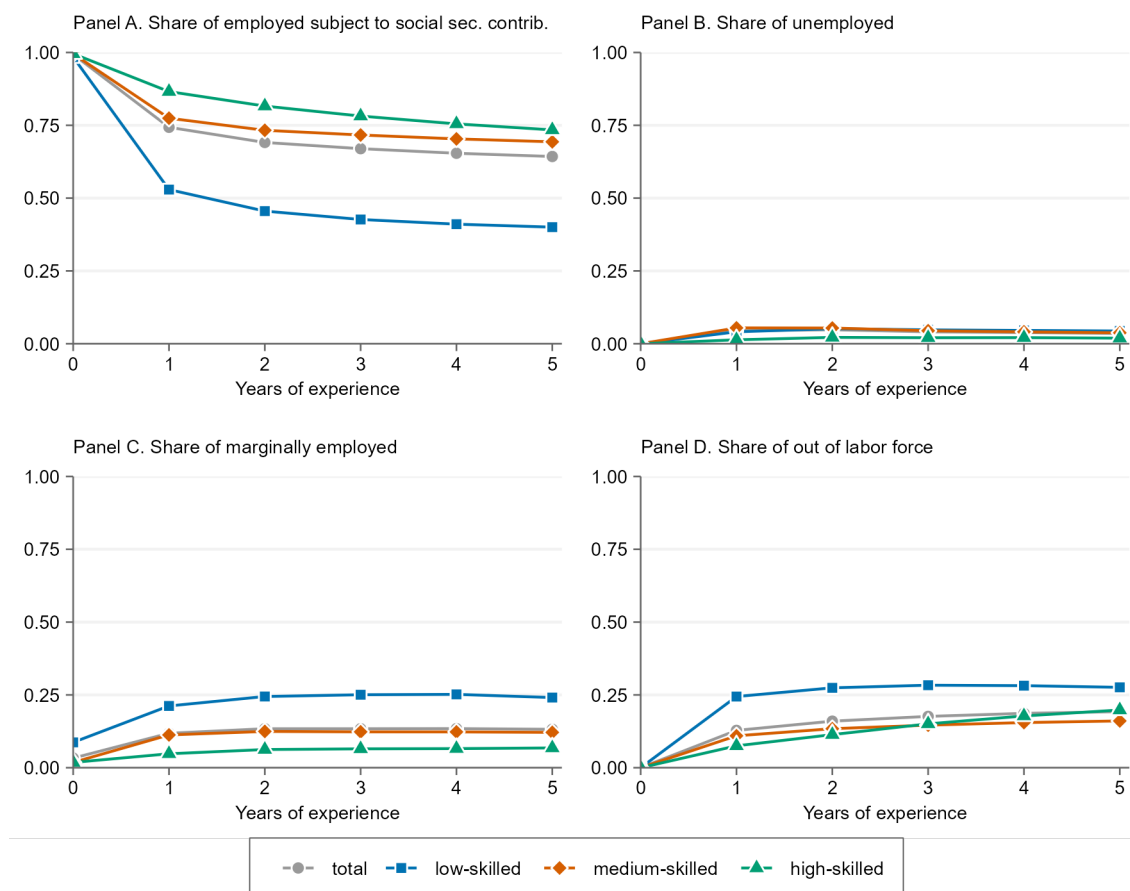 Panel A. Share of employed subject to social sec. contrib.
1.00
0.75
0.50
0.25
0.00
0 1 2 3 4 5
Years of experience
Panel B. Share of unemployed
1.00
0.75
0.50
0.25
0.00
0 1 2 3 4 5
Years of experience
Panel C. Share of marginally employed
1.00
0.75
0.50
0.25
0.00
0 1 2 3 4 5
Years of experience
Panel D. Share of out of labor force
1.00
0.75
0.50
0.25
0.00
0 1 2 3 4 5
Years of experience
total low-skilled medium-skilled high-skilled